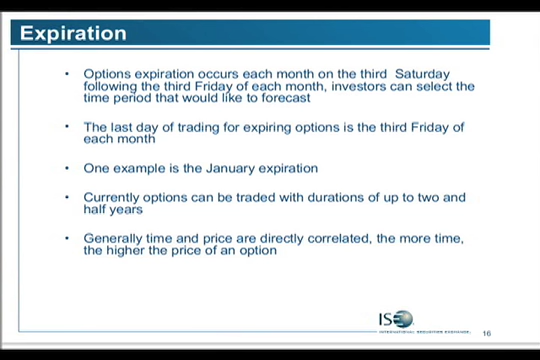 Expiration
• Options expiration occurs each month on the third Saturday
following the third Friday of each month, investors can select the
time period that would like to forecast
• The last day of trading for expiring options is the third Friday of
each month
• One example is the January expiration
• Currently options can be traded with durations of up to two and
half years
• Generally time and price are directly correlated, the more time,
the higher the price of an option
ISE
INTERNATIONAL SECURITIES EXCHANGE.
16